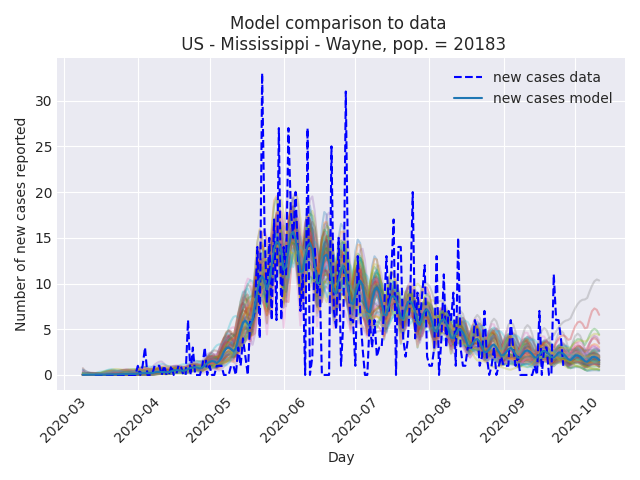 Model comparison to data
US - Mississippi - Wayne, pop. = 20183
new cases data
new cases model
Number of new cases reported
30
25
20
15
10
5
0
2020-03
2020-04
2020-05
2020-06
2020-07
2020-08
2020-09
2020-10
Day